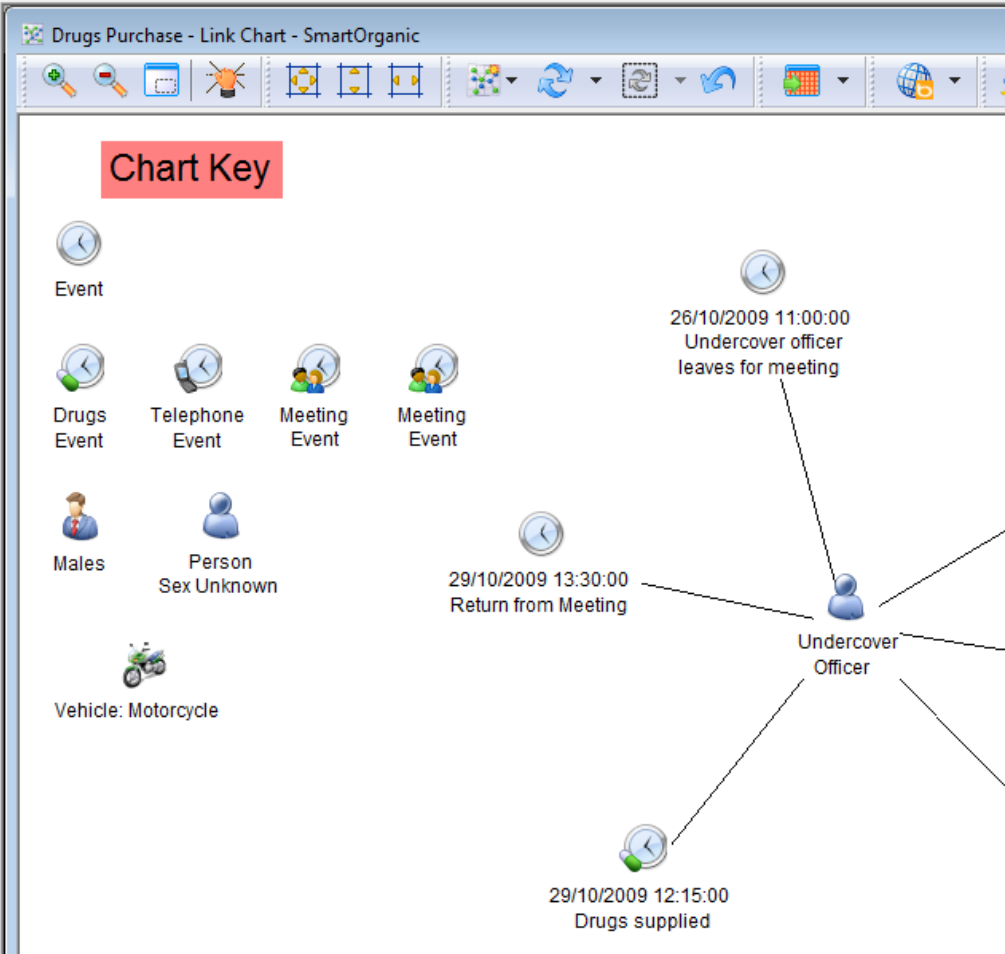 Drugs Purchase - Link Chart - SmartOrganic
Chart Key
Event
Drugs
Event
Telephone
Event
Meeting
Event
Meeting
Event
Males
Person
Sex Unknown
Vehicle: Motorcycle
26/10/2009 11:00:00
Undercover officer
leaves for meeting
29/10/2009 13:30:00
Return from Meeting
Undercover
Officer
29/10/2009 12:15:00
Drugs supplied